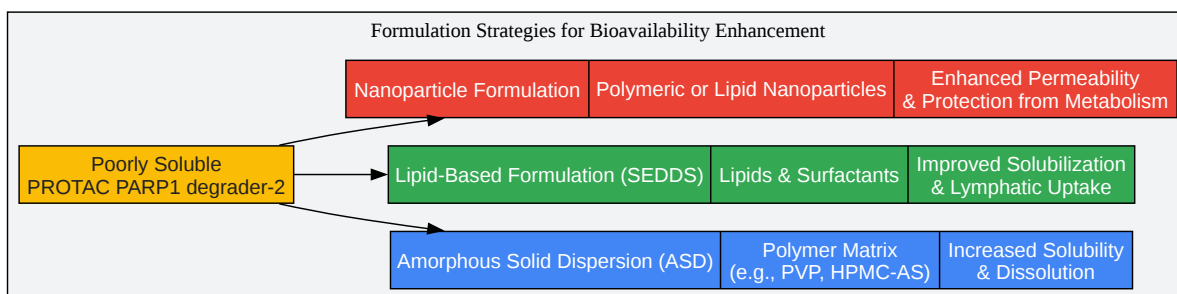 Formulation Strategies for Bioavailability Enhancement
Nanoparticle Formulation
Polymeric or Lipid Nanoparticles
Enhanced Permeability
& Protection from Metabolism
Poorly Soluble
PROTAC PARP1 degrader-2
Lipid-Based Formulation (SEDDS)
Lipids & Surfactants
Improved Solubilization
& Lymphatic Uptake
Amorphous Solid Dispersion (ASD)
Polymer Matrix
(e.g., PVP, HPMC-AS)
Increased Solubility
& Dissolution